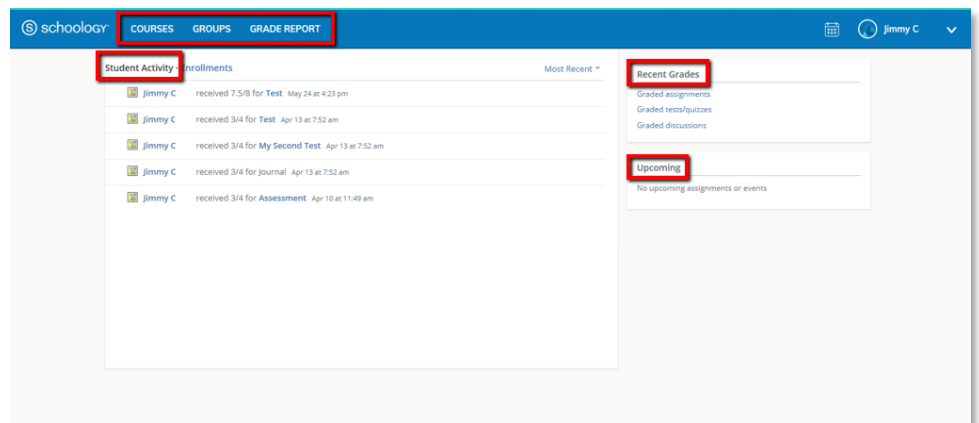 schoology COURSES GROUPS GRADE REPORT Jimmy C
Student Activity · Enrollments Most Recent
Jimmy C received 7.5/8 for Test May 24 at 4:23 pm
Jimmy C received 3/4 for Test Apr 13 at 7:52 am
Jimmy C received 3/4 for My Second Test Apr 13 at 7:52 am
Jimmy C received 3/4 for Journal Apr 13 at 7:52 am
Jimmy C received 3/4 for Assessment Apr 10 at 11:49 am
Recent Grades
Graded assignments
Graded tests/quizzes
Graded discussions
Upcoming
No upcoming assignments or events